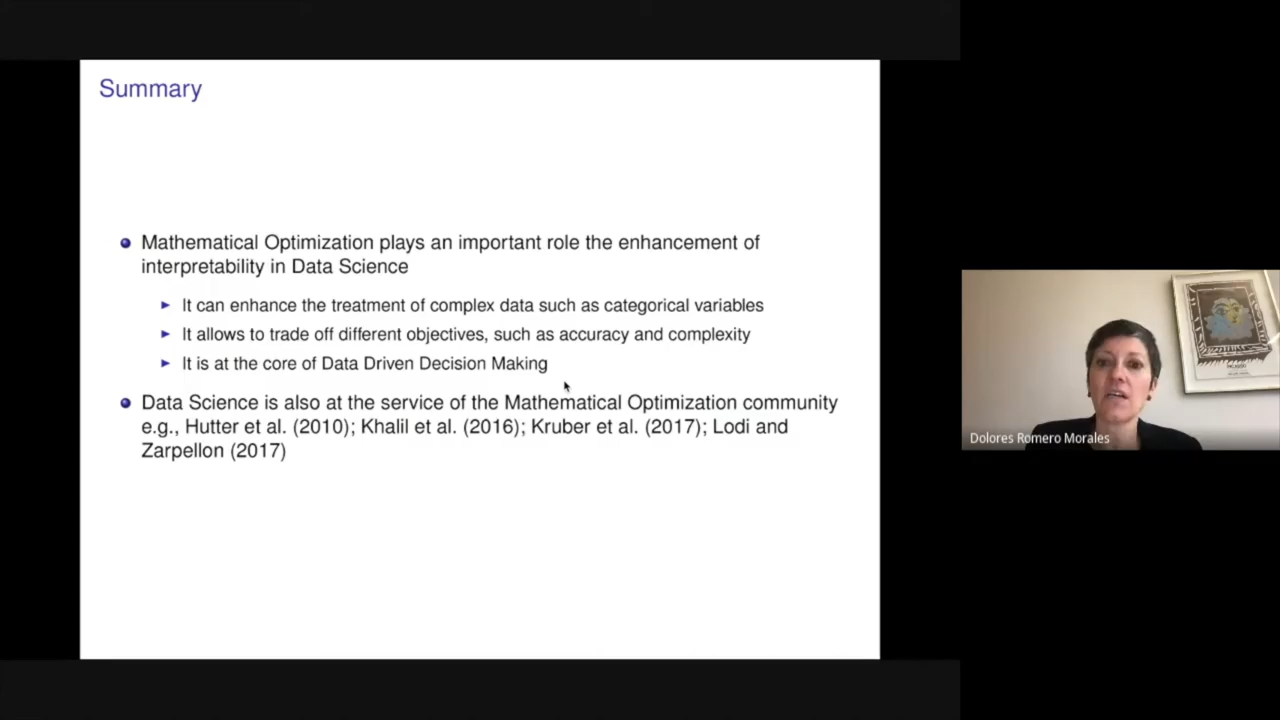 Summary
Mathematical Optimization plays an important role the enhancement of
interpretability in Data Science
It can enhance the treatment of complex data such as categorical variables
It allows to trade off different objectives, such as accuracy and complexity
It is at the core of Data Driven Decision Making
Data Science is also at the service of the Mathematical Optimization community
e.g., Hutter et al. (2010); Khalil et al. (2016); Kruber et al. (2017); Lodi and
Zarpellon (2017)
PICASSO
Dolores Romero Morales